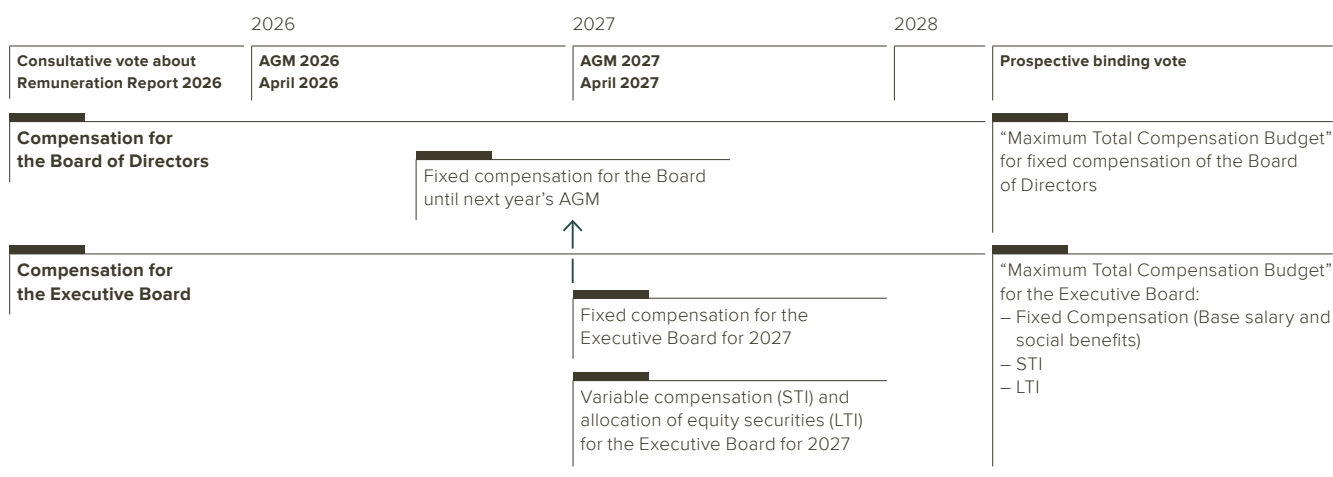 2026
2027
2028
Consultative vote about
Remuneration Report 2026
AGM 2026
April 2026
AGM 2027
April 2027
Prospective binding vote
Compensation for
the Board of Directors
Fixed compensation for the Board
until next year’s AGM
“Maximum Total Compensation Budget”
for fixed compensation of the Board
of Directors
Compensation for
the Executive Board
Fixed compensation for the
Executive Board for 2027
Variable compensation (STI) and
allocation of equity securities (LTI)
for the Executive Board for 2027
“Maximum Total Compensation Budget”
for the Executive Board:
– Fixed Compensation (Base salary and
social benefits)
– STI
– LTI